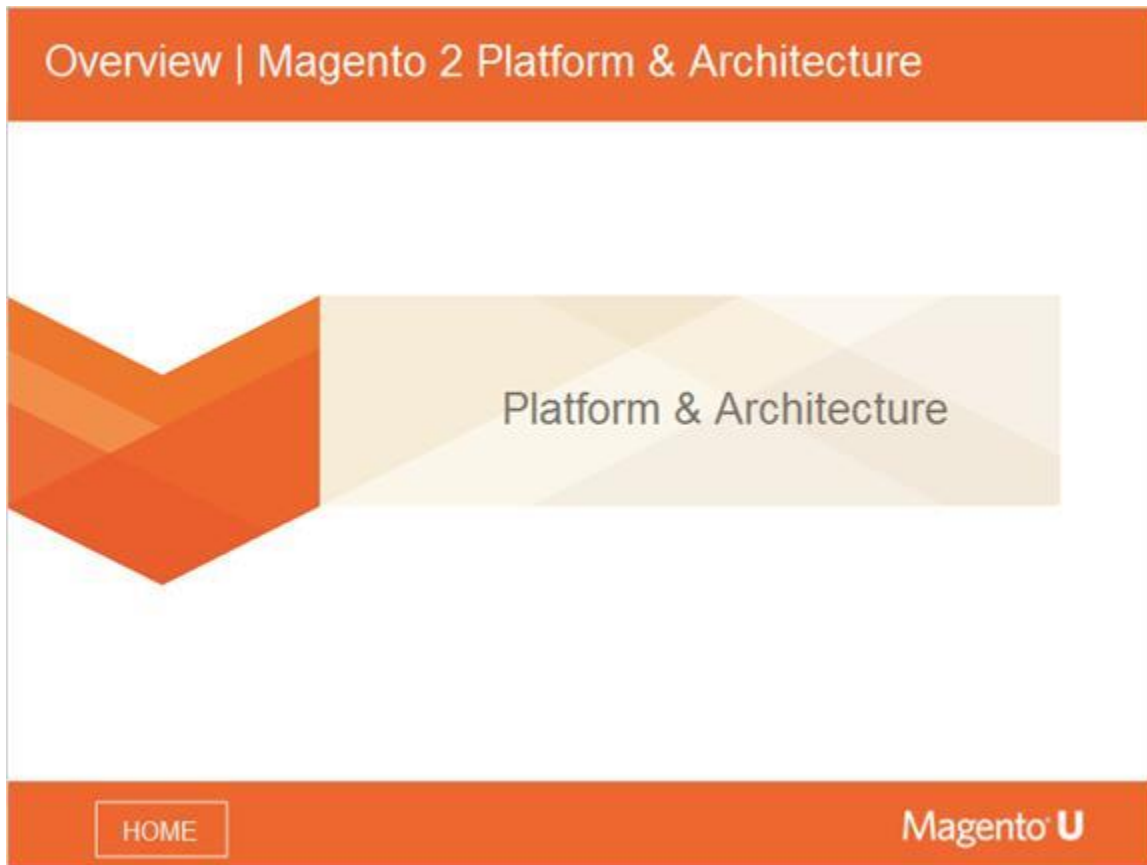 Overview | Magento 2 Platform & Architecture
Platform & Architecture
HOME
Magento U